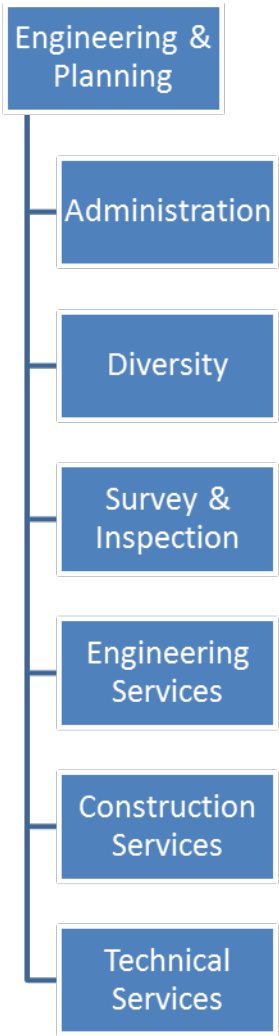 Engineering &
Planning
Administration
Diversity
Survey &
Inspection
Engineering
Services
Construction
Services
Technical
Services